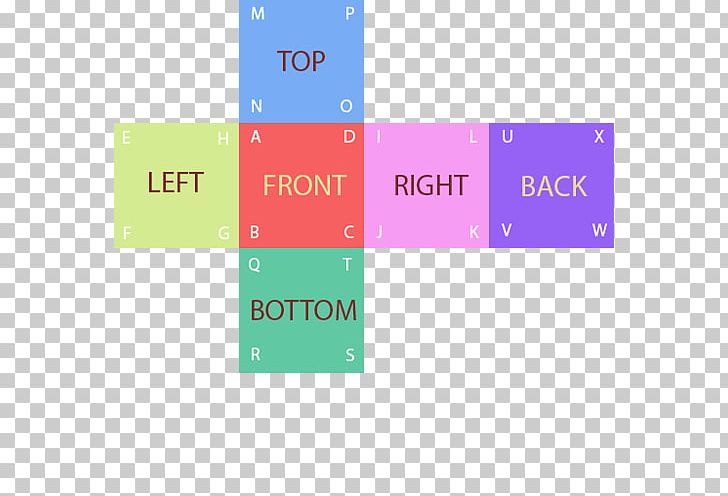 M P
TOP
N O
E H A D I L U X
LEFT FRONT RIGHT BACK
F G B C J K V W
Q T
BOTTOM
R S